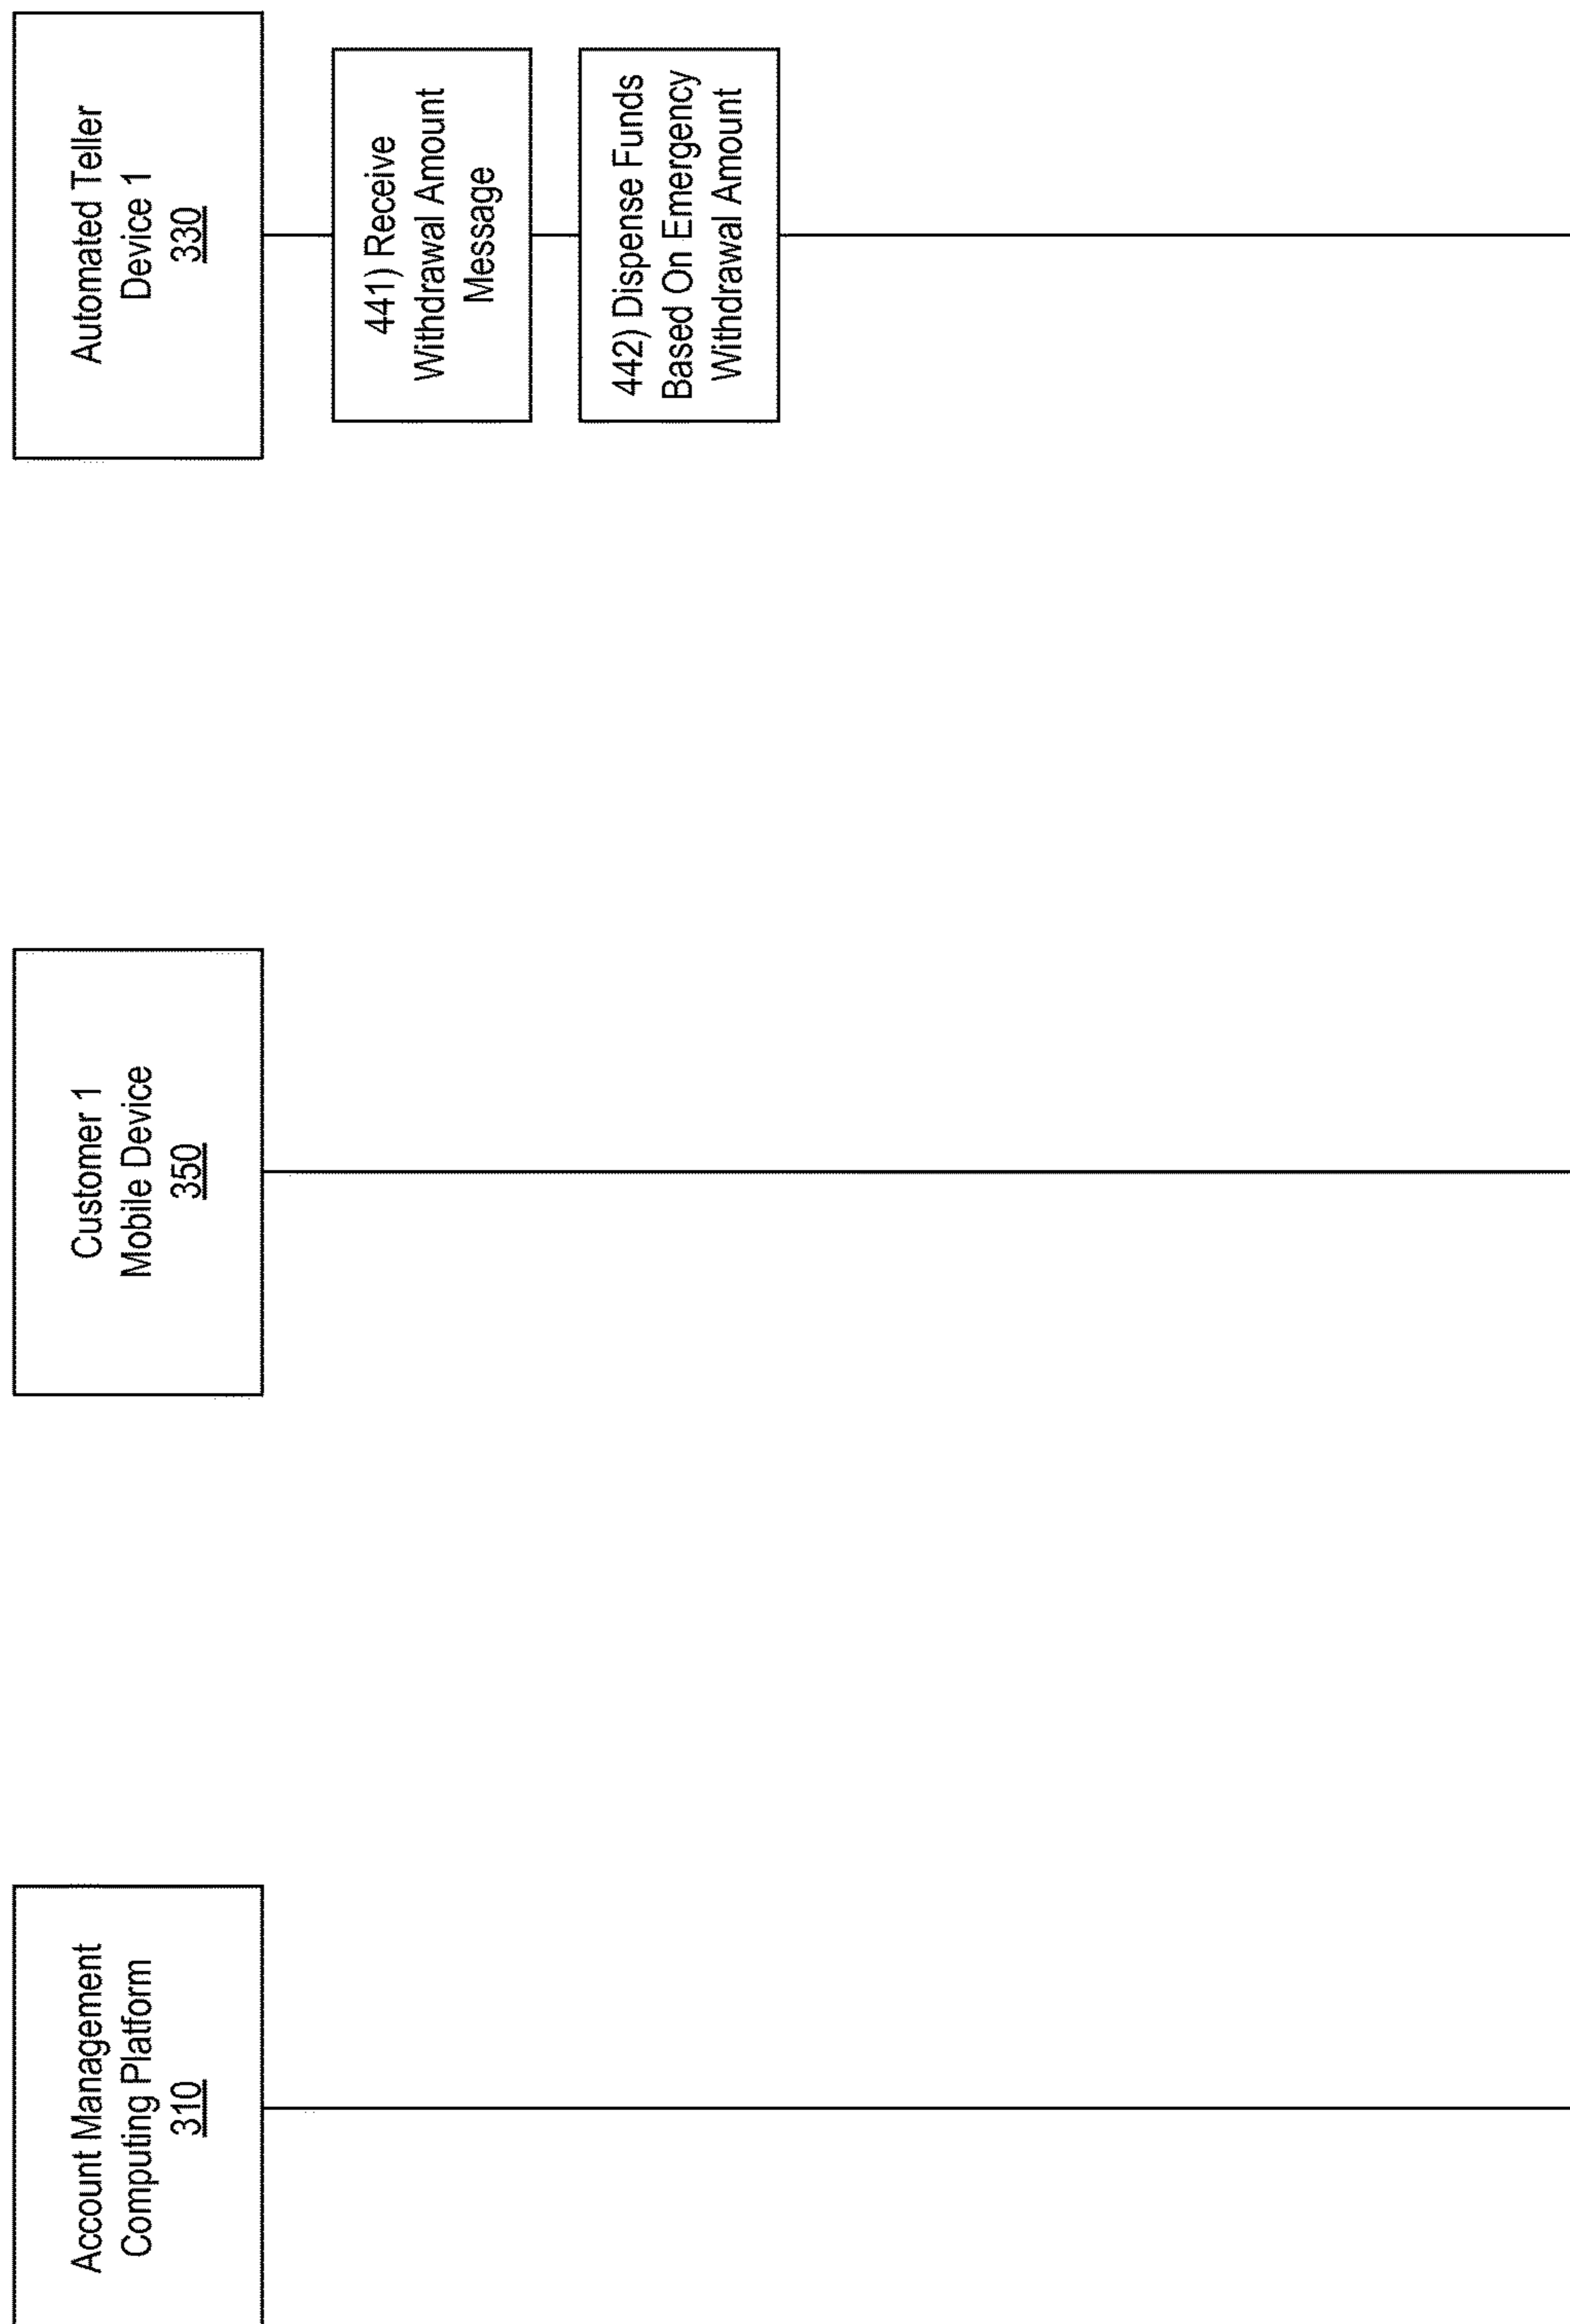 Account Management
Computing Platform
310
Customer 1
Mobile Device
350
Automated Teller
Device 1
330
441) Receive
Withdrawal Amount
Message
442) Dispense Funds
Based On Emergency
Withdrawal Amount